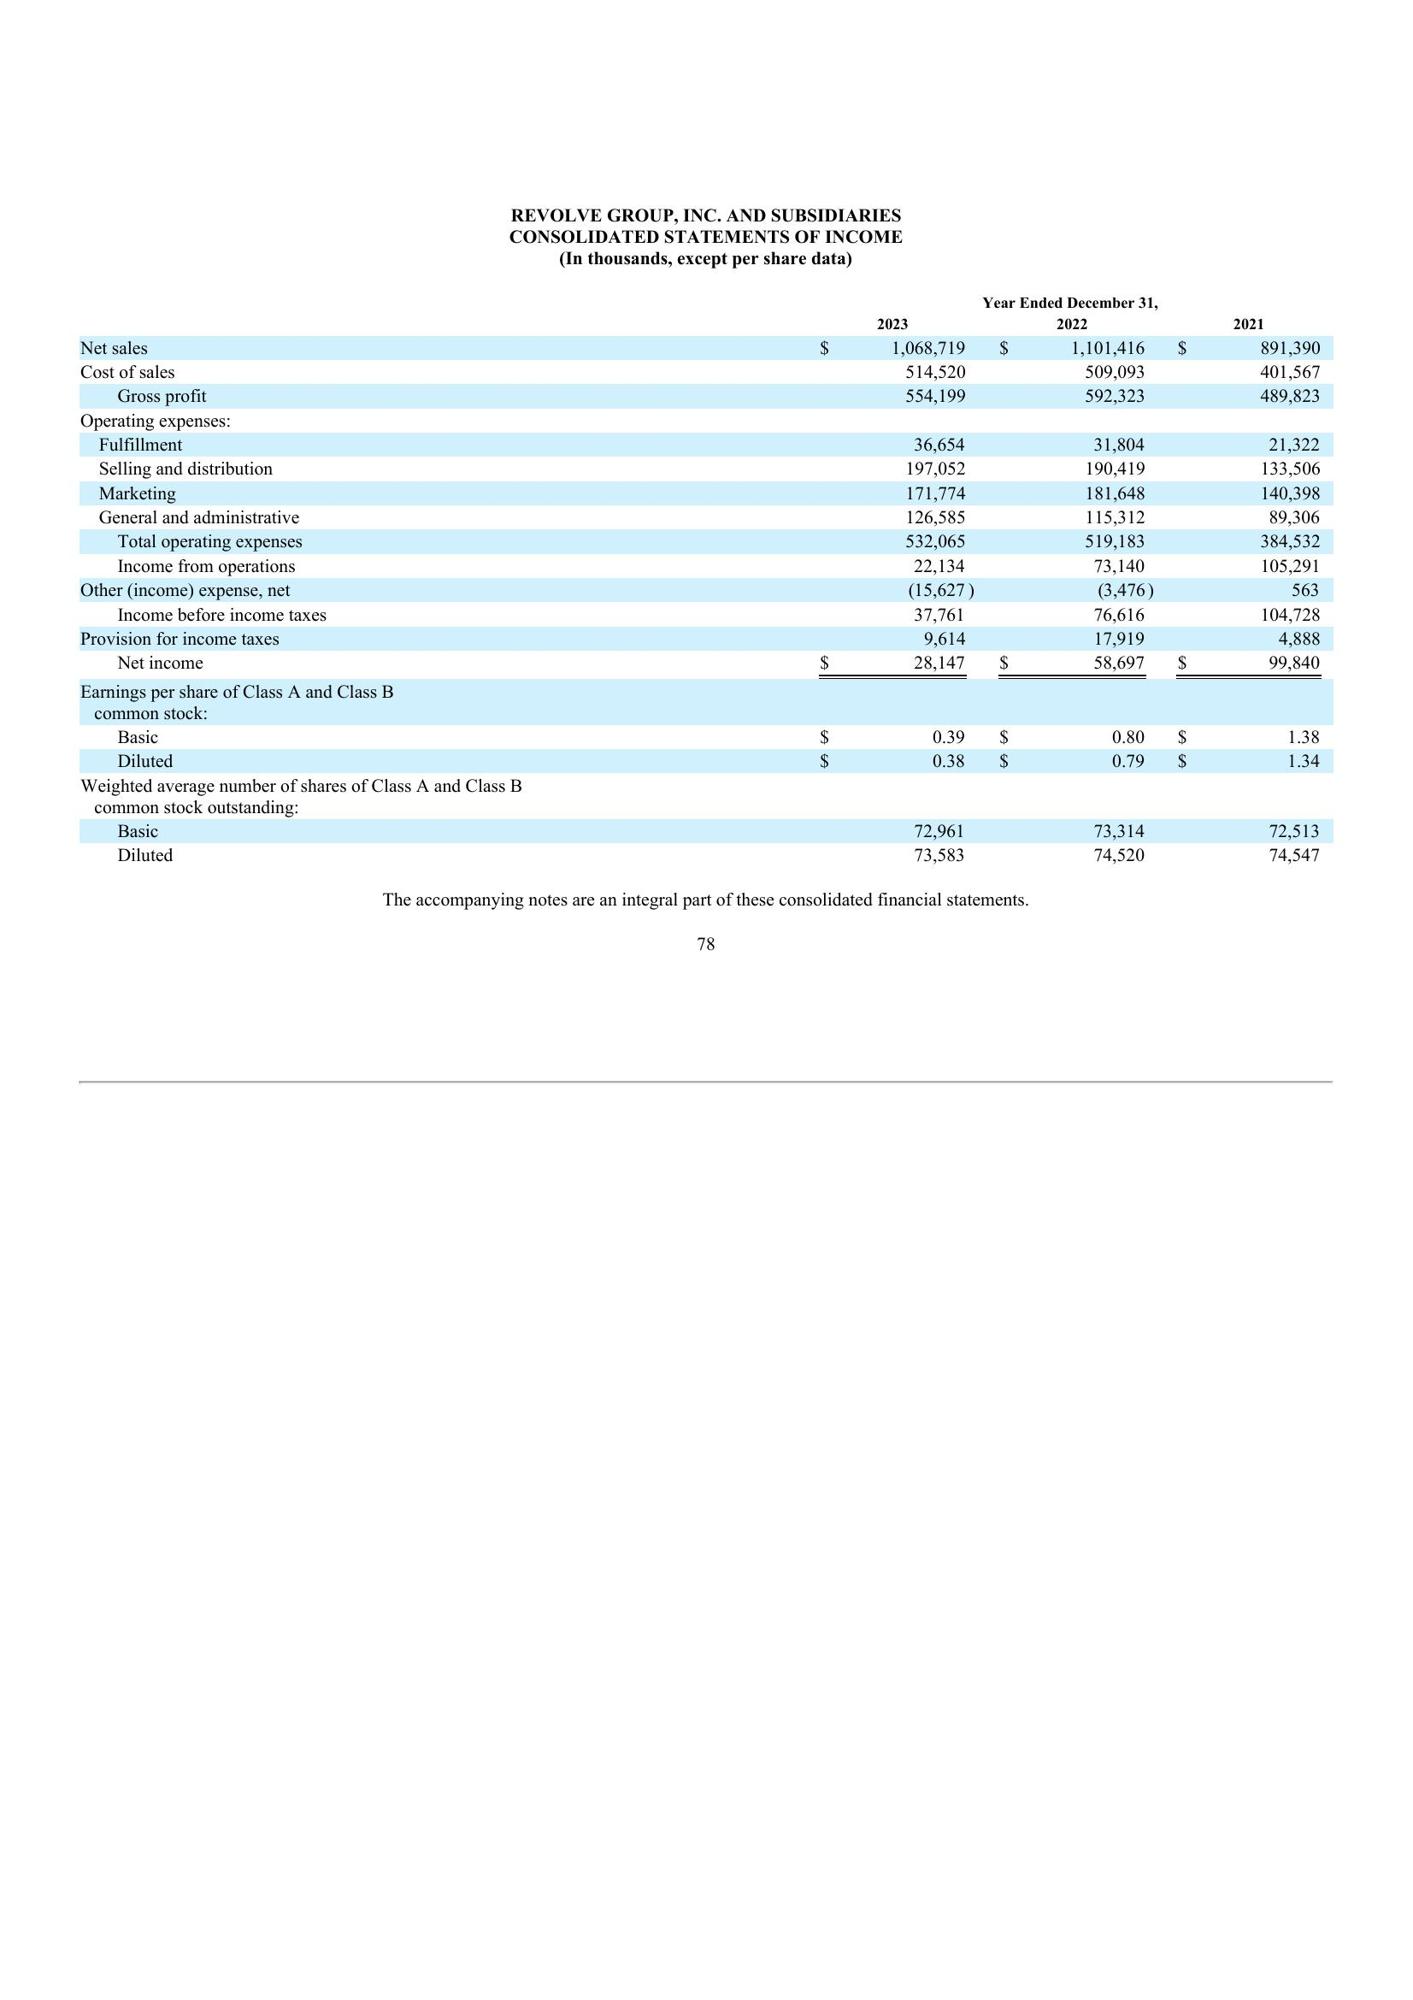 REVOLVE GROUP, INC. AND SUBSIDIARIES
CONSOLIDATED STATEMENTS OF INCOME
(In thousands, except per share data)
Year Ended December 31,
2023 2022 2021
Net sales $ 1,068,719 $ 1,101,416 $ 891,390
Cost of sales 514,520 509,093 401,567
Gross profit 554,199 592,323 489,823
Operating expenses:
Fulfillment 36,654 31,804 21,322
Selling and distribution 197,052 190,419 133,506
Marketing 171,774 181,648 140,398
General and administrative 126,585 115,312 89,306
Total operating expenses 532,065 519,183 384,532
Income from operations 22,134 73,140 105,291
Other (income) expense, net (15,627 ) (3,476 ) 563
Income before income taxes 37,761 76,616 104,728
Provision for income taxes 9,614 17,919 4,888
Net income $ 28,147 $ 58,697 $ 99,840
Earnings per share of Class A and Class B
common stock:
Basic $ 0.39 $ 0.80 $ 1.38
Diluted $ 0.38 $ 0.79 $ 1.34
Weighted average number of shares of Class A and Class B
common stock outstanding:
Basic 72,961 73,314 72,513
Diluted 73,583 74,520 74,547
The accompanying notes are an integral part of these consolidated financial statements.
78